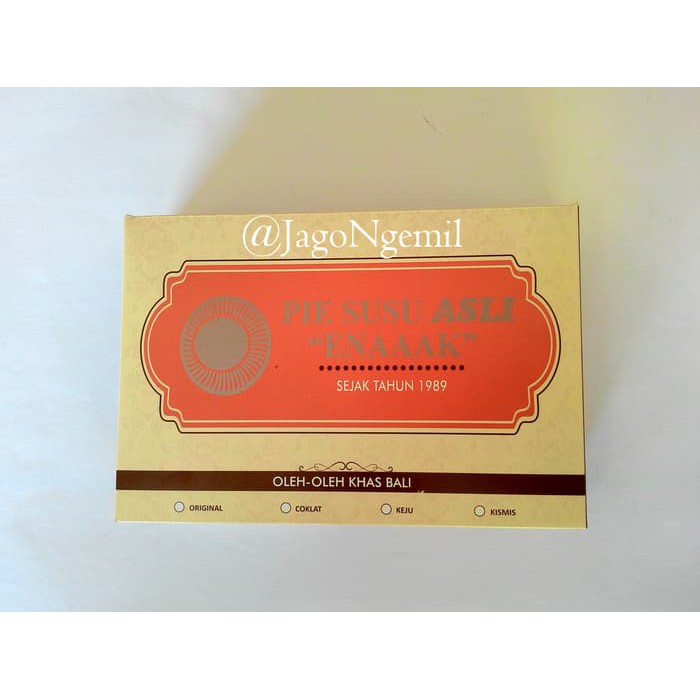 @JagoNgemil
PIE SUSU ASLI
"ENAAAK"
SEJAK TAHUN 1989
OLEH-OLEH KHAS BALI
ORIGINAL COKLAT KEJU KISMIS